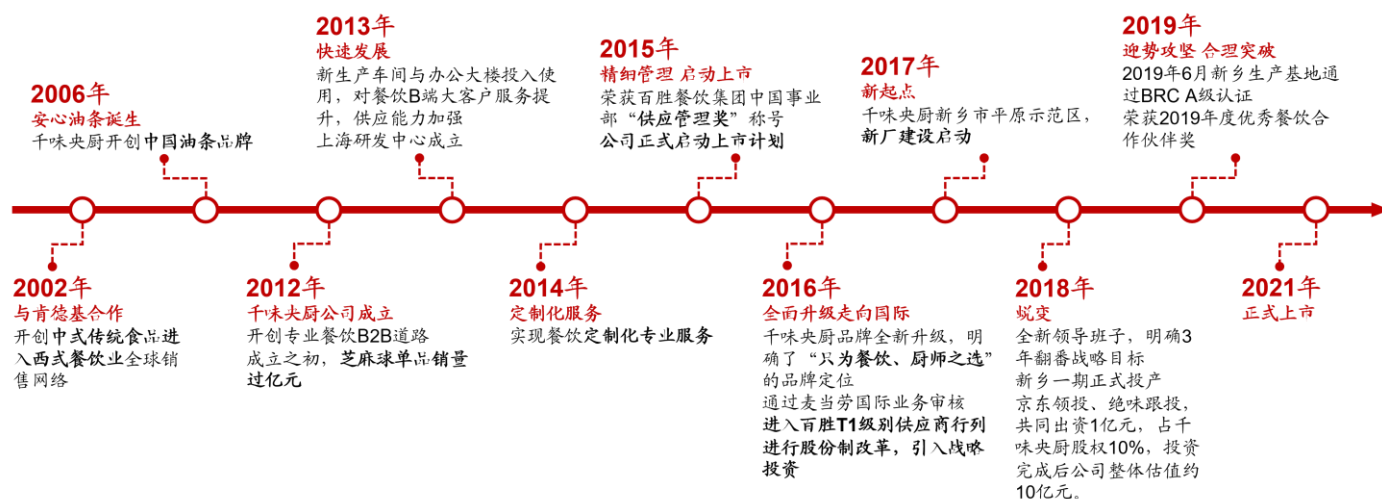 2006年
安心油条诞生
千味央厨开创中国油条品牌
2013年
快速发展
新生产车间与办公大楼投入使
用，对餐饮B端大客户服务提
升，供应能力加强
上海研发中心成立
2015年
精细管理 启动上市
荣获百胜餐饮集团中国事业
部“供应管理奖”称号
公司正式启动上市计划
2017年
新起点
千味央厨新乡市平原示范区，
新厂建设启动
2019年
迎势攻坚 合理突破
2019年6月新乡生产基地通
过BRC A级认证
荣获2019年度优秀餐饮合
作伙伴奖
2002年
与肯德基合作
开创中式传统食品进
入西式餐饮业全球销
售网络
2012年
千味央厨公司成立
开创专业餐饮B2B道路
成立之初，芝麻球单品销量
过亿元
2014年
定制化服务
实现餐饮定制化专业服务
2016年
全面升级走向国际
千味央厨品牌全新升级，明
确了“只为餐饮、厨师之选”
的品牌定位
通过麦当劳国际业务审核
进入百胜T1级别供应商行列
进行股份制改革，引入战略
投资
2018年
蜕变
全新领导班子，明确3
年翻番战略目标
新乡一期正式投产
京东领投、绝味跟投，
共同出资1亿元，占千
味央厨股权10%，投资
完成后公司整体估值约
10亿元。
2021年
正式上市